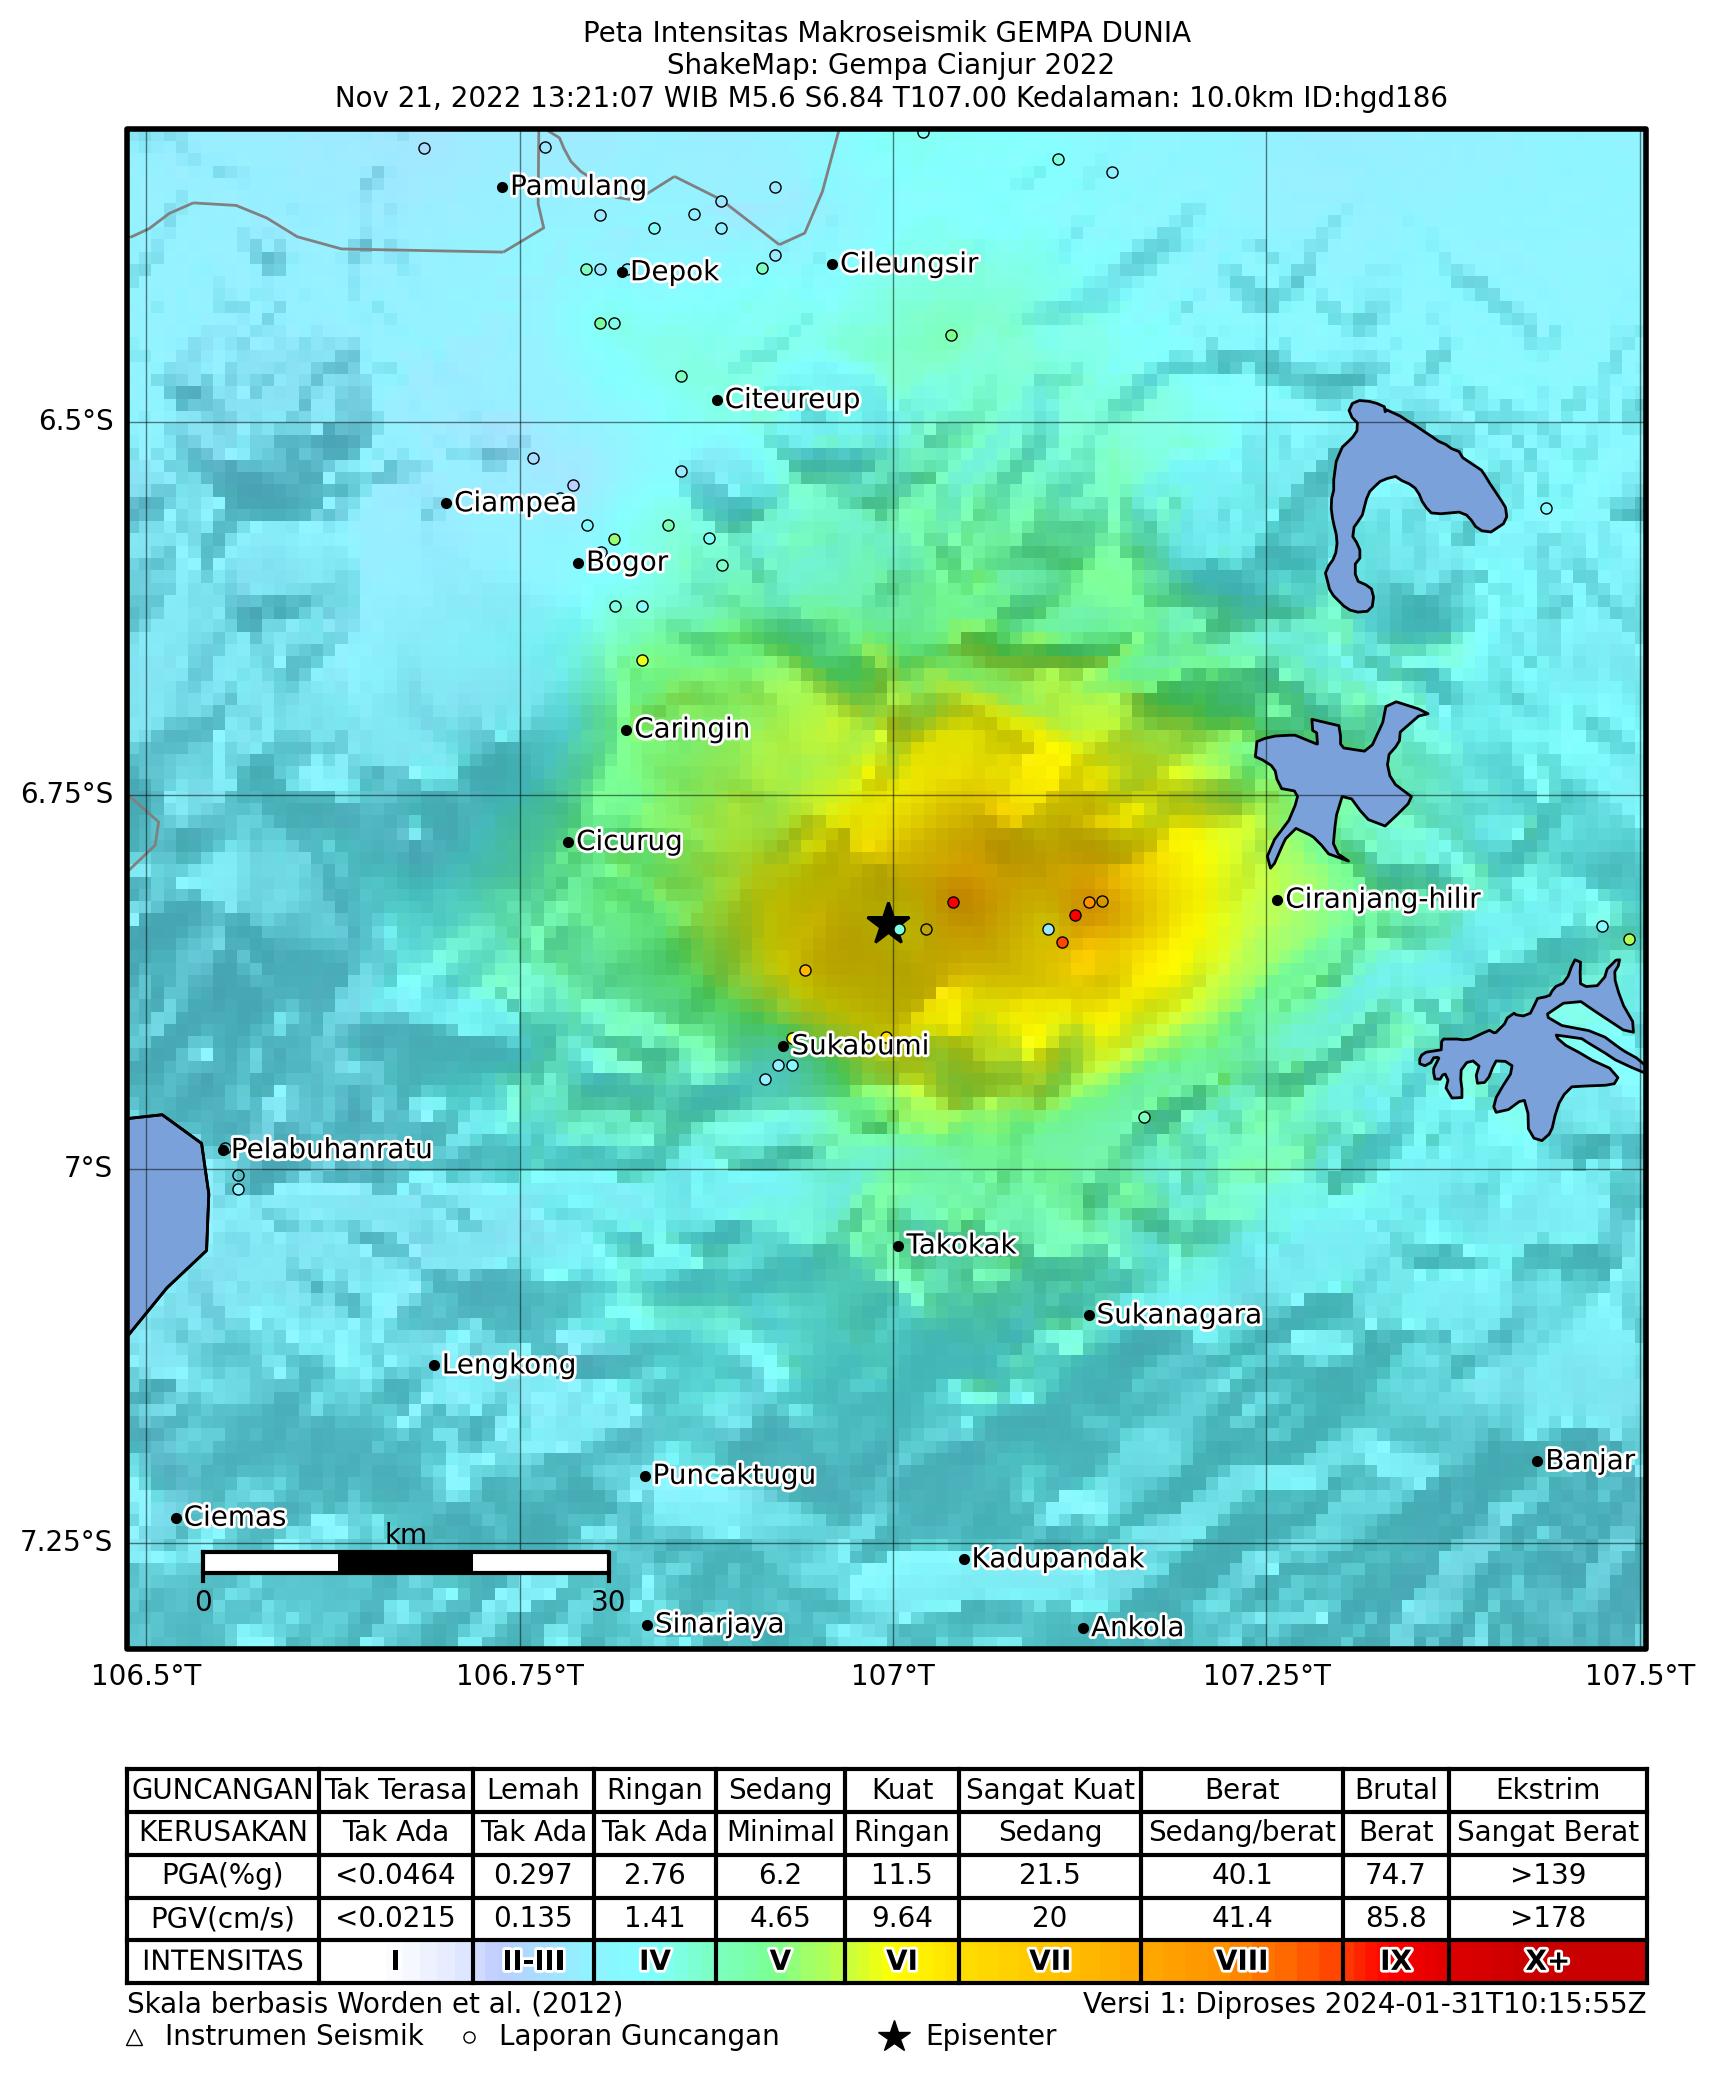 Peta Intensitas Makroseismik GEMPA DUNIA
ShakeMap: Gempa Cianjur 2022
Nov 21, 2022 13:21:07 WIB M5.6 S6.84 T107.00 Kedalaman: 10.0km ID:hgd186
Pamulang
Depok
Cileungsir
Citeureup
6.5°S
Ciampea
Bogor
Caringin
6.75°S
Cicurug
Ciranjang-hilir
Sukabumi
Pelabuhanratu
7°S
Takokak
Sukanagara
Lengkong
Banjar
Puncaktugu
Ciemas
7.25°S
km
Kadupandak
0 30
Sinarjaya
Ankola
106.5°T 106.75°T 107°T 107.25°T 107.5°T
GUNCANGAN Tak Terasa Lemah Ringan Sedang Kuat Sangat Kuat Berat Brutal Ekstrim
KERUSAKAN Tak Ada Tak Ada Tak Ada Minimal Ringan Sedang Sedang/berat Berat Sangat Berat
PGA(%g) <0.0464 0.297 2.76 6.2 11.5 21.5 40.1 74.7 >139
PGV(cm/s) <0.0215 0.135 1.41 4.65 9.64 20 41.4 85.8 >178
INTENSITAS I II-III IV V VI VII VIII IX X+
Skala berbasis Worden et al. (2012) Versi 1: Diproses 2024-01-31T10:15:55Z
Instrumen Seismik Laporan Guncangan Episenter